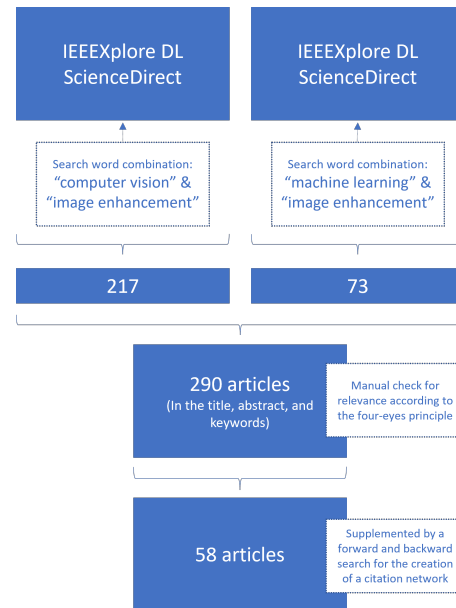 IEEEXplore DL
ScienceDirect
IEEEXplore DL
ScienceDirect
Search word combination:
“computer vision” &
“image enhancement”
Search word combination:
“machine learning” &
“image enhancement”
217
73
290 articles
(In the title, abstract, and
keywords)
Manual check for
relevance according to
the four-eyes principle
58 articles
Supplemented by a
forward and backward
search for the creation
of a citation network